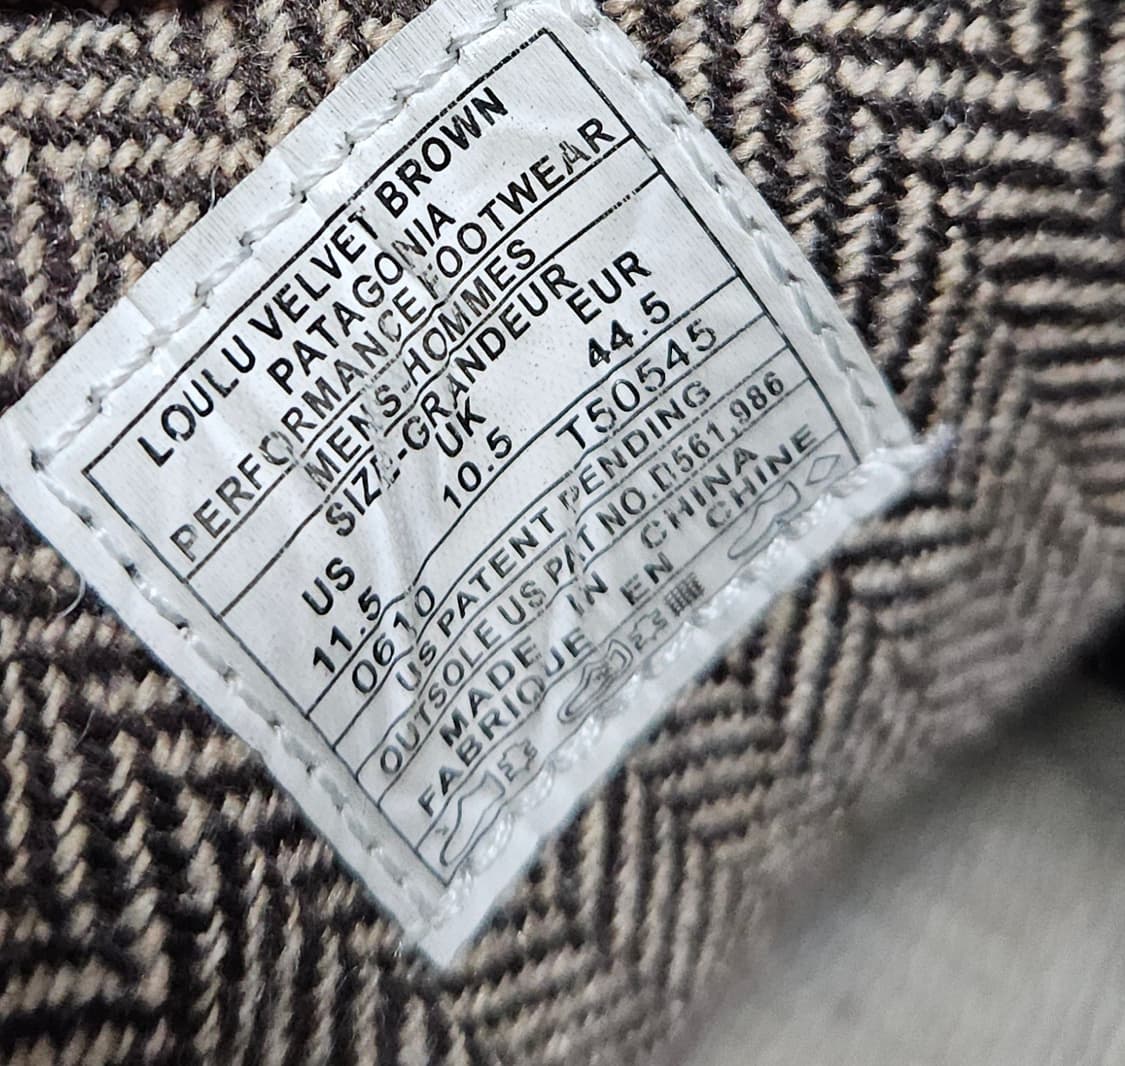 LOULU VELVET BROWN
PATAGONIA
PERFORMANCE FOOTWEAR
MEN'S-HOMMES
SIZE-GRANDEUR
US UK EUR
11.5 10.5 44.5
0610 T50545
US PATENT PENDING
OUTSOLE US PAT NO.D561,986
MADE IN CHINA
FABRIQUE EN CHINE